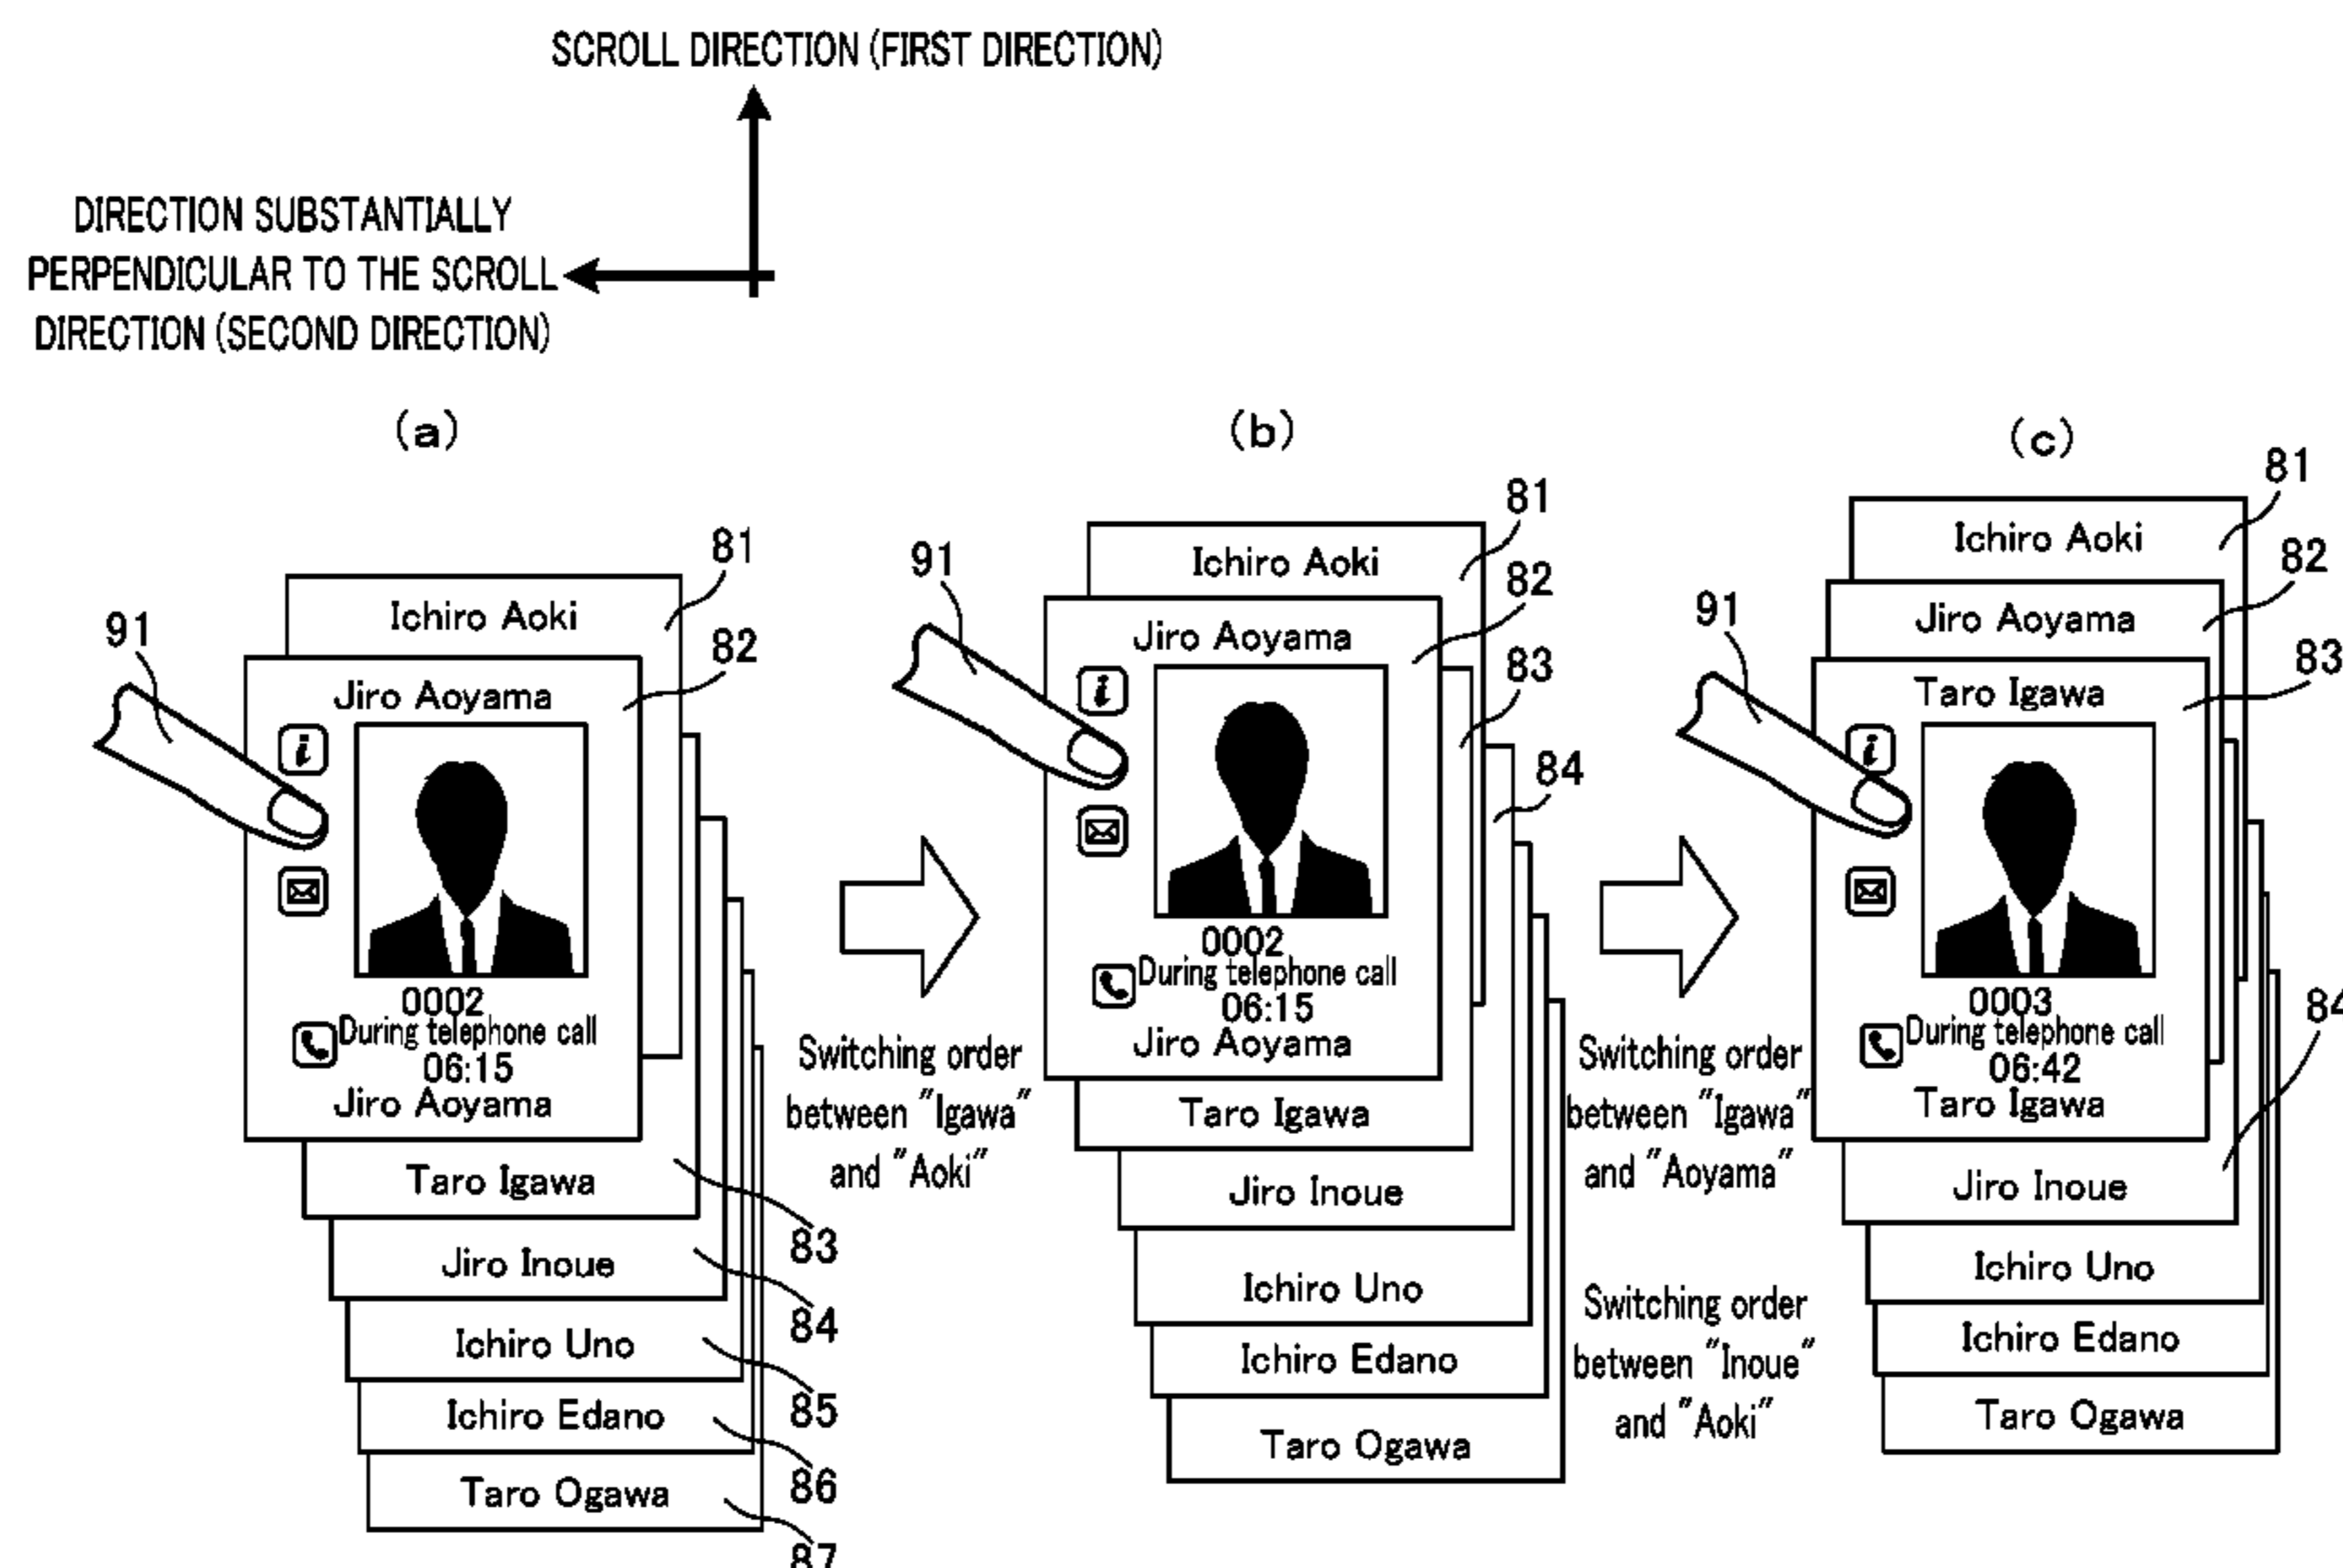 SCROLL DIRECTION (FIRST DIRECTION)
DIRECTION SUBSTANTIALLY
PERPENDICULAR TO THE SCROLL
DIRECTION (SECOND DIRECTION)
(a)
91
81
82
Ichiro Aoki
Jiro Aoyama
i
0002
During telephone call
06:15
Jiro Aoyama
Taro Igawa
Jiro Inoue
Ichiro Uno
Ichiro Edano
Taro Ogawa
83
84
85
86
87
Switching order
between "Igawa"
and "Aoki"
(b)
91
81
82
83
84
Ichiro Aoki
Jiro Aoyama
i
0002
During telephone call
06:15
Jiro Aoyama
Taro Igawa
Jiro Inoue
Ichiro Uno
Ichiro Edano
Taro Ogawa
Switching order
between "Igawa"
and "Aoyama"
Switching order
between "Inoue"
and "Aoki"
(c)
91
81
82
83
84
Ichiro Aoki
Jiro Aoyama
Taro Igawa
i
0003
During telephone call
06:42
Taro Igawa
Jiro Inoue
Ichiro Uno
Ichiro Edano
Taro Ogawa